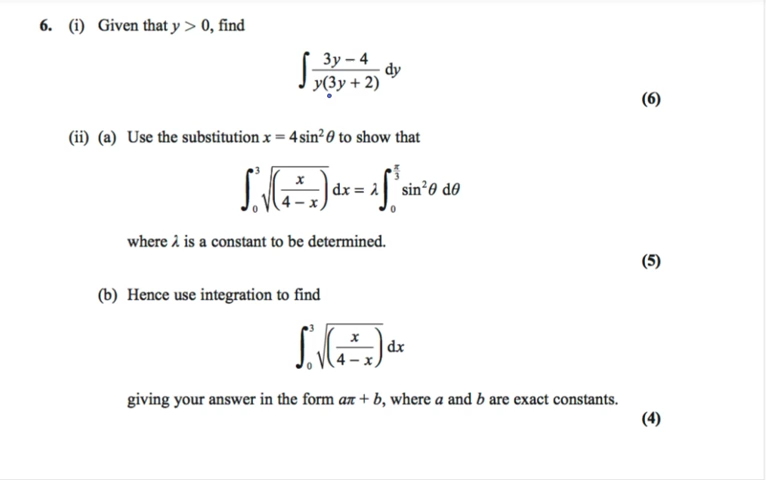 6. (i) Given that y > 0, find
∫ (3y – 4)/(y(3y + 2)) dy
(6)
(ii) (a) Use the substitution x = 4sin²θ to show that
∫₀³ √(x/(4 – x)) dx = λ∫₀^(π/3) sin²θ dθ
where λ is a constant to be determined.
(5)
(b) Hence use integration to find
∫₀³ √(x/(4 – x)) dx
giving your answer in the form aπ + b, where a and b are exact constants.
(4)